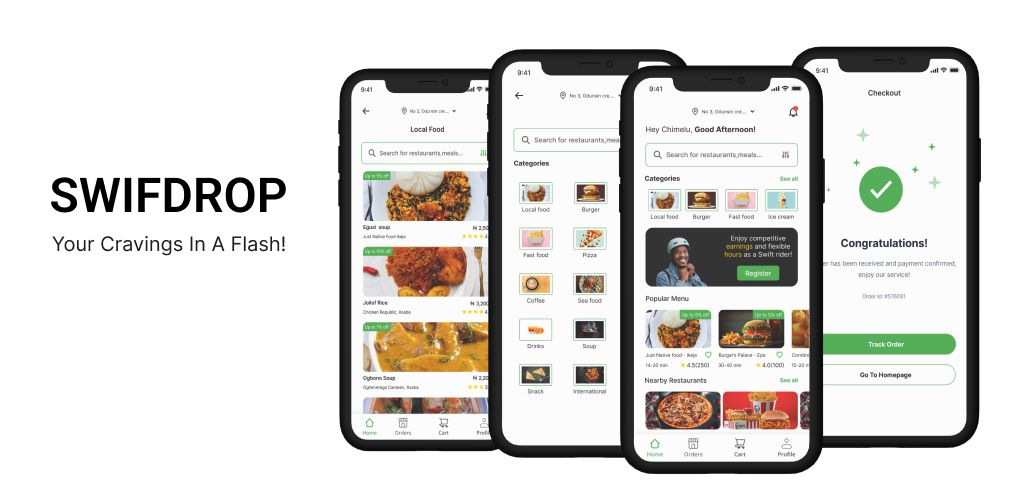 SWIFDROP
Your Cravings In A Flash!
9:41
No 3, Odunsin cre...
Local Food
Search for restaurants,meals...
Up to 5% off
Egusi soup
₦ 2,50
Just Native Food Ikeja
4
Up to 10% off
Jollof Rice
₦ 3,200
Chicken Republic, Asaba
4
Up to 1% off
Ogbono Soup
₦ 2,20
Ogbenmega Canteen, Asaba
3
Home
Orders
Cart
Profile
9:41
No 3, Odunsin cre...
Search for restaurants,mea
Categories
Local food
Burger
Fast food
Pizza
Coffee
Sea food
Drinks
Soup
Snack
International
9:41
No 3, Odunsin cre...
Hey Chimelu, Good Afternoon!
Search for restaurants,meals...
Categories
See all
Local food
Burger
Fast food
Ice cream
Enjoy competitive
earnings and flexible
hours as a Swift rider!
Register
Popular Menu
Up to 5% off
Up to 5% off
Just Native food - Ikeja
Burger's Palace - Epe
Combr
14-20 min
4.5(250)
30-40 min
4.0(100)
15-20 m
Nearby Restaurants
See all
Home
Orders
Cart
Profile
9:41
Checkout
Congratulations!
er has been received and payment confirmed,
enjoy our service!
Order Id: #578091
Track Order
Go To Homepage